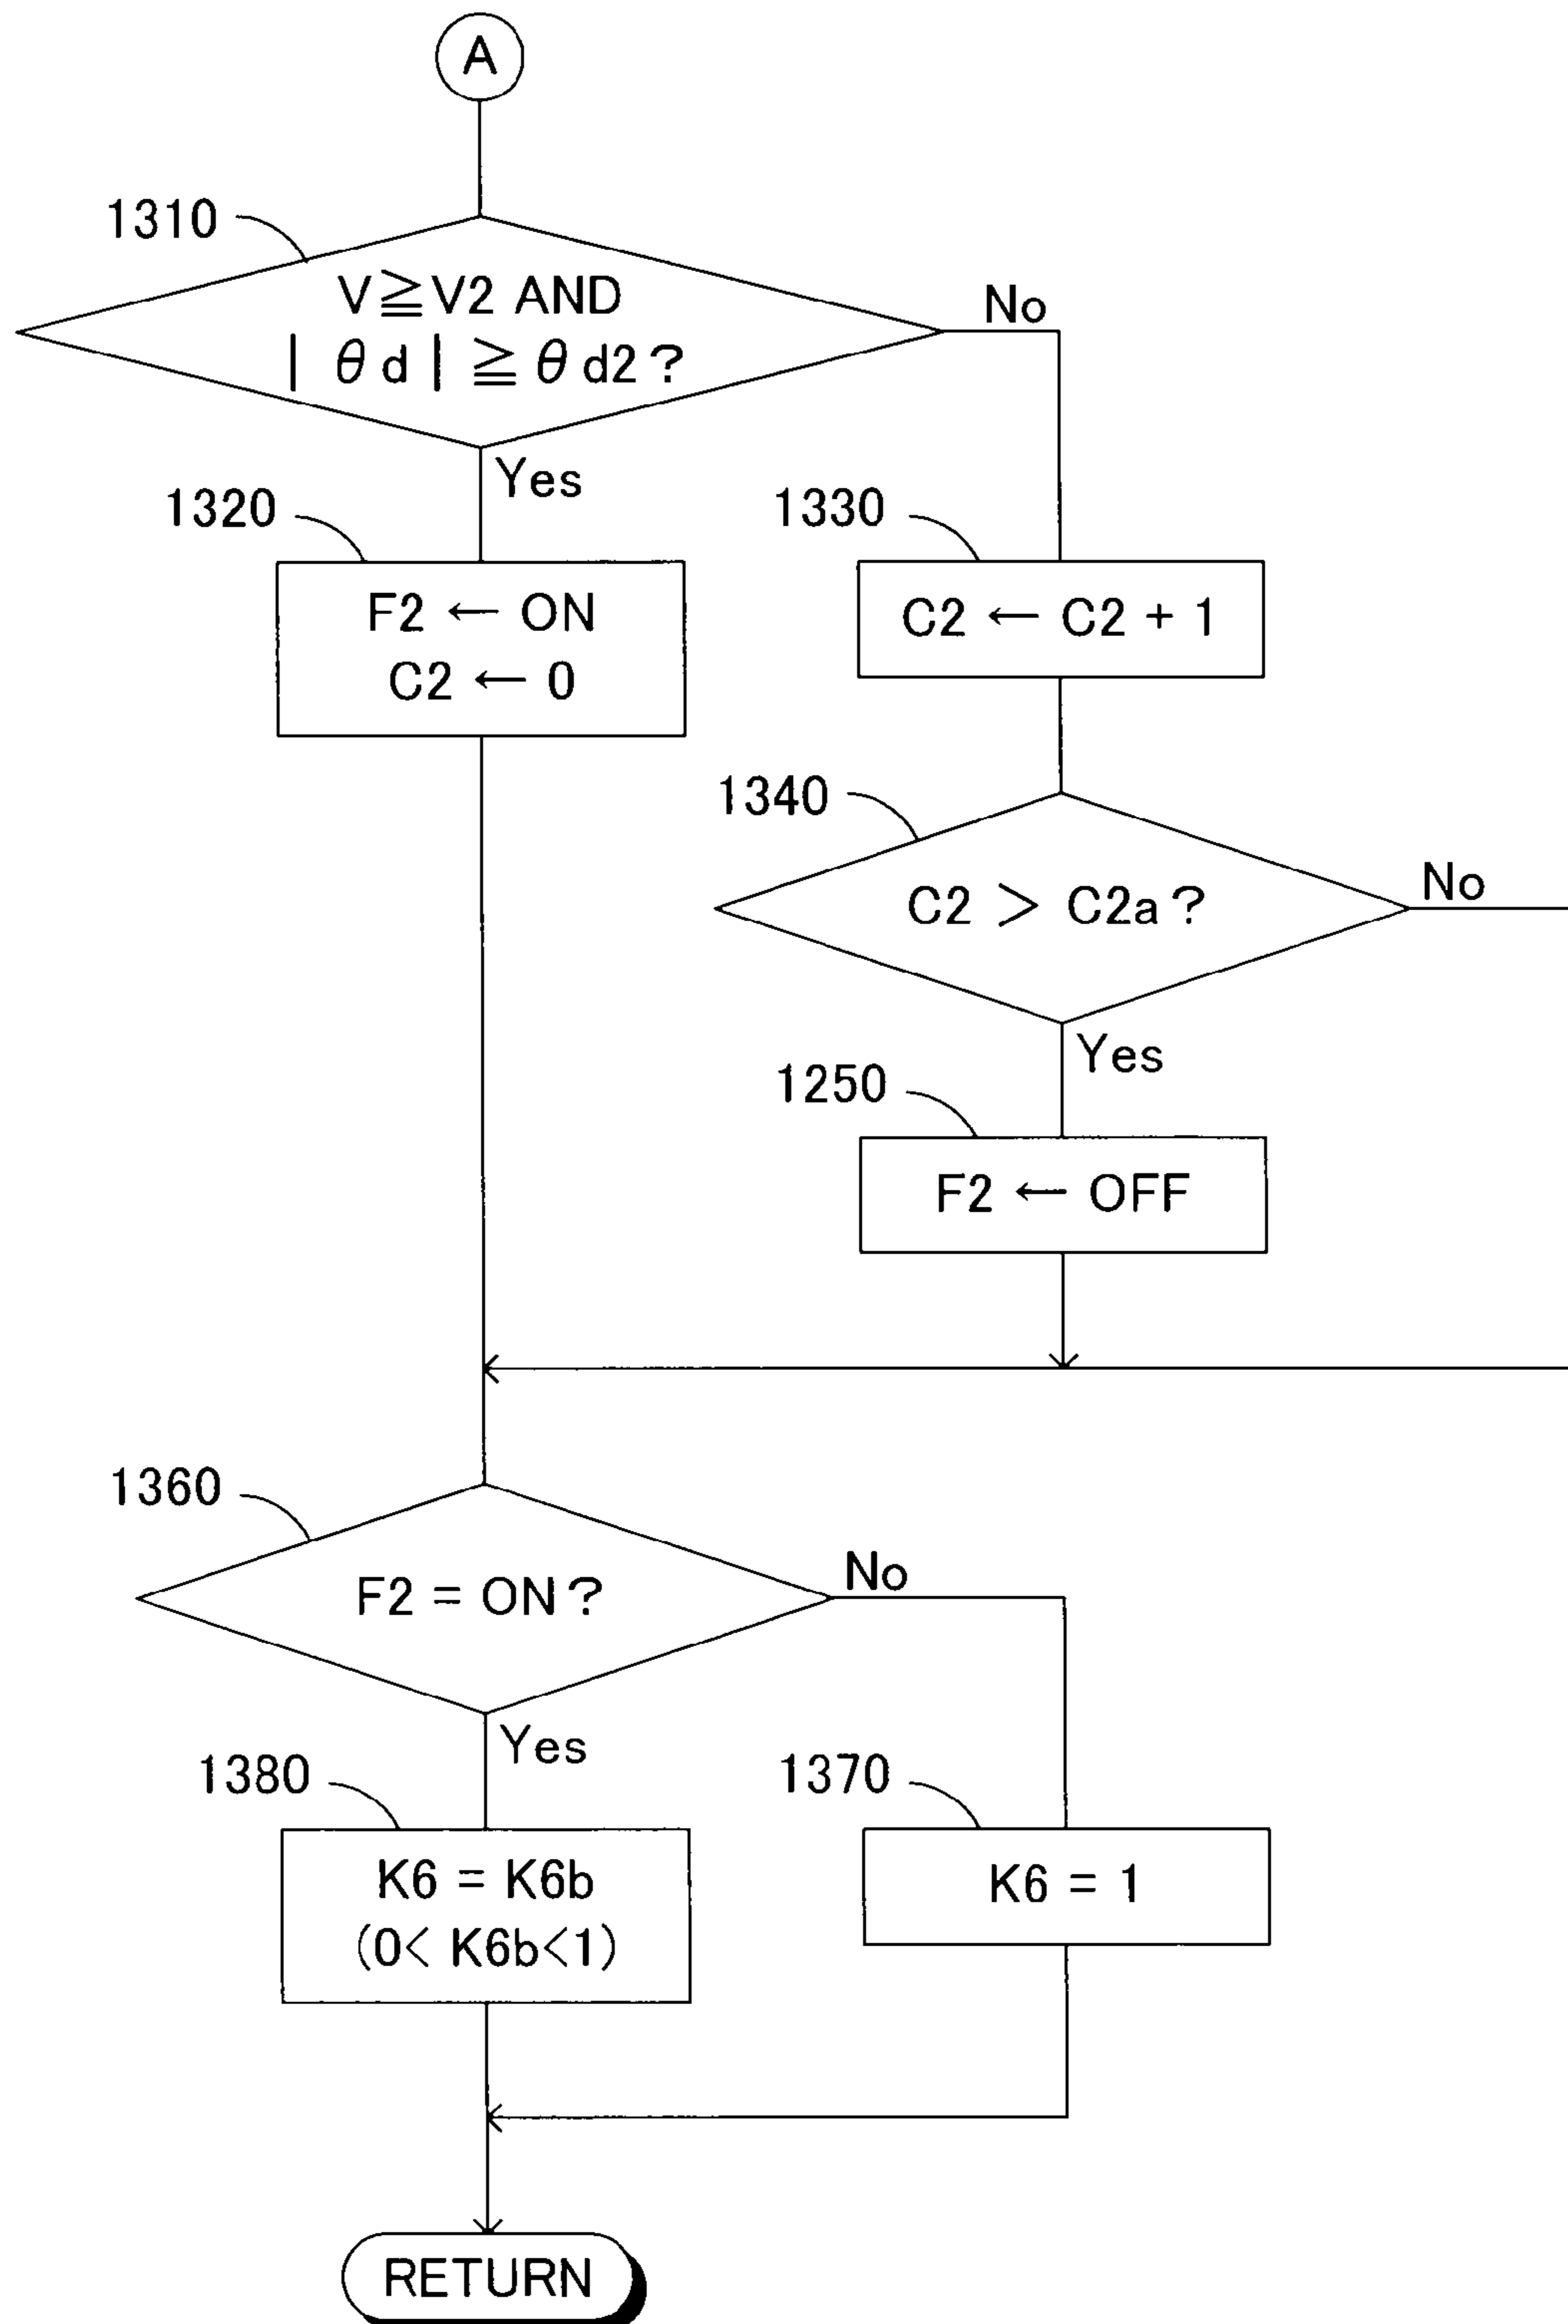 A
1310
V≧V2 AND
| θd | ≧ θd2?
No
Yes
1320
F2 ← ON
C2 ← 0
1330
C2 ← C2 + 1
1340
C2 > C2a?
No
Yes
1250
F2 ← OFF
1360
F2 = ON?
No
Yes
1380
K6 = K6b
(0< K6b<1)
1370
K6 = 1
RETURN